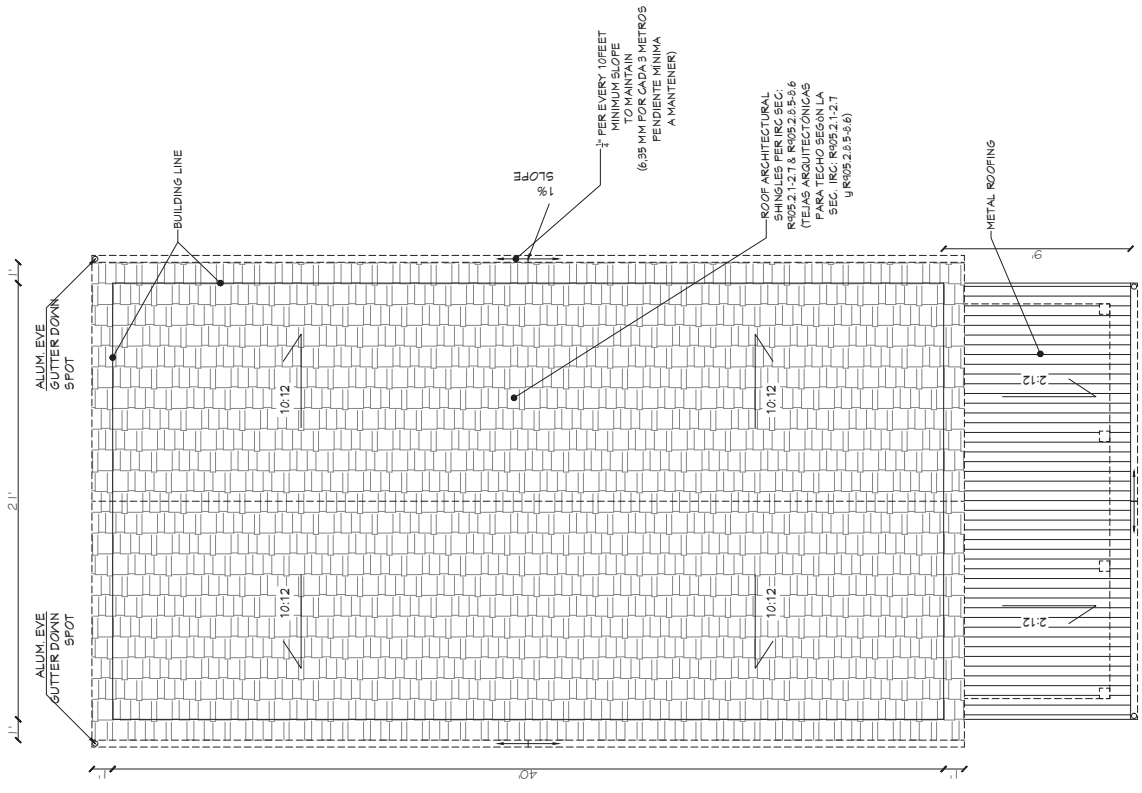 1'
21'
1'
ALUM. EVE
GUTTER DOWN
SPOT
ALUM. EVE
GUTTER DOWN
SPOT
BUILDING LINE
1%
SLOPE
1/4" PER EVERY 10FEET
MINIMUM SLOPE
TO MAINTAIN
(6,35 MM POR CADA 3 METROS
PENDIENTE MÍNIMA
A MANTENER)
ROOF ARCHITECTURAL
SHINGLES PER IRC SEC:
R905.2.1-2.7 & R905.2.8.5-8.6
(TEJAS ARQUITECTÓNICAS
PARA TECHO SEGÚN LA
SEC. IRC: R905.2.1-2.7
y R905.2.8.5-8.6)
METAL ROOFING
10:12
10:12
10:12
10:12
2:12
2:12
9'
1'
40'
1'